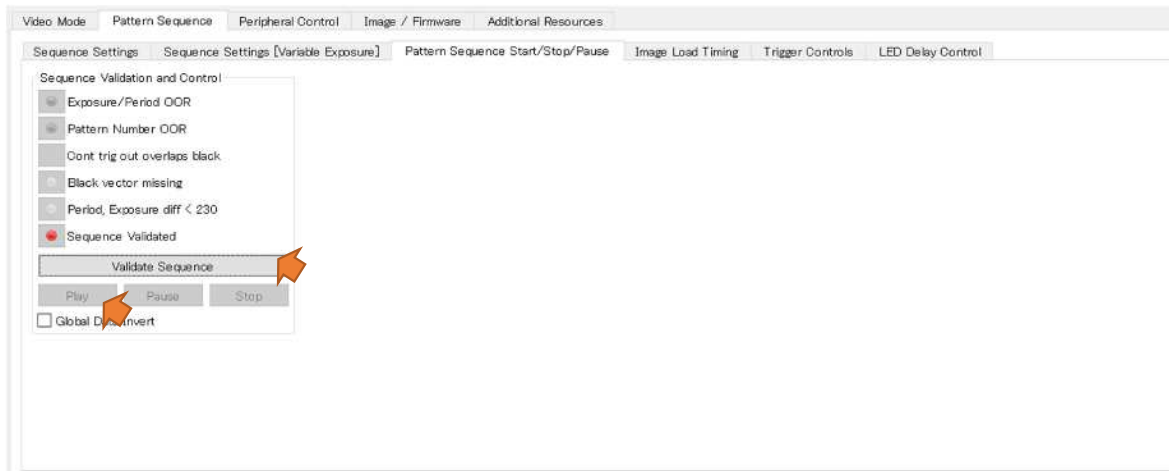 Video Mode Pattern Sequence Peripheral Control Image / Firmware Additional Resources
Sequence Settings Sequence Settings [Variable Exposure] Pattern Sequence Start/Stop/Pause Image Load Timing Trigger Controls LED Delay Control
Sequence Validation and Control
Exposure/Period OOR
Pattern Number OOR
Cont trig out overlaps black
Black vector missing
Period, Exposure diff < 230
Sequence Validated
Validate Sequence
Play Pause Stop
Global Invert